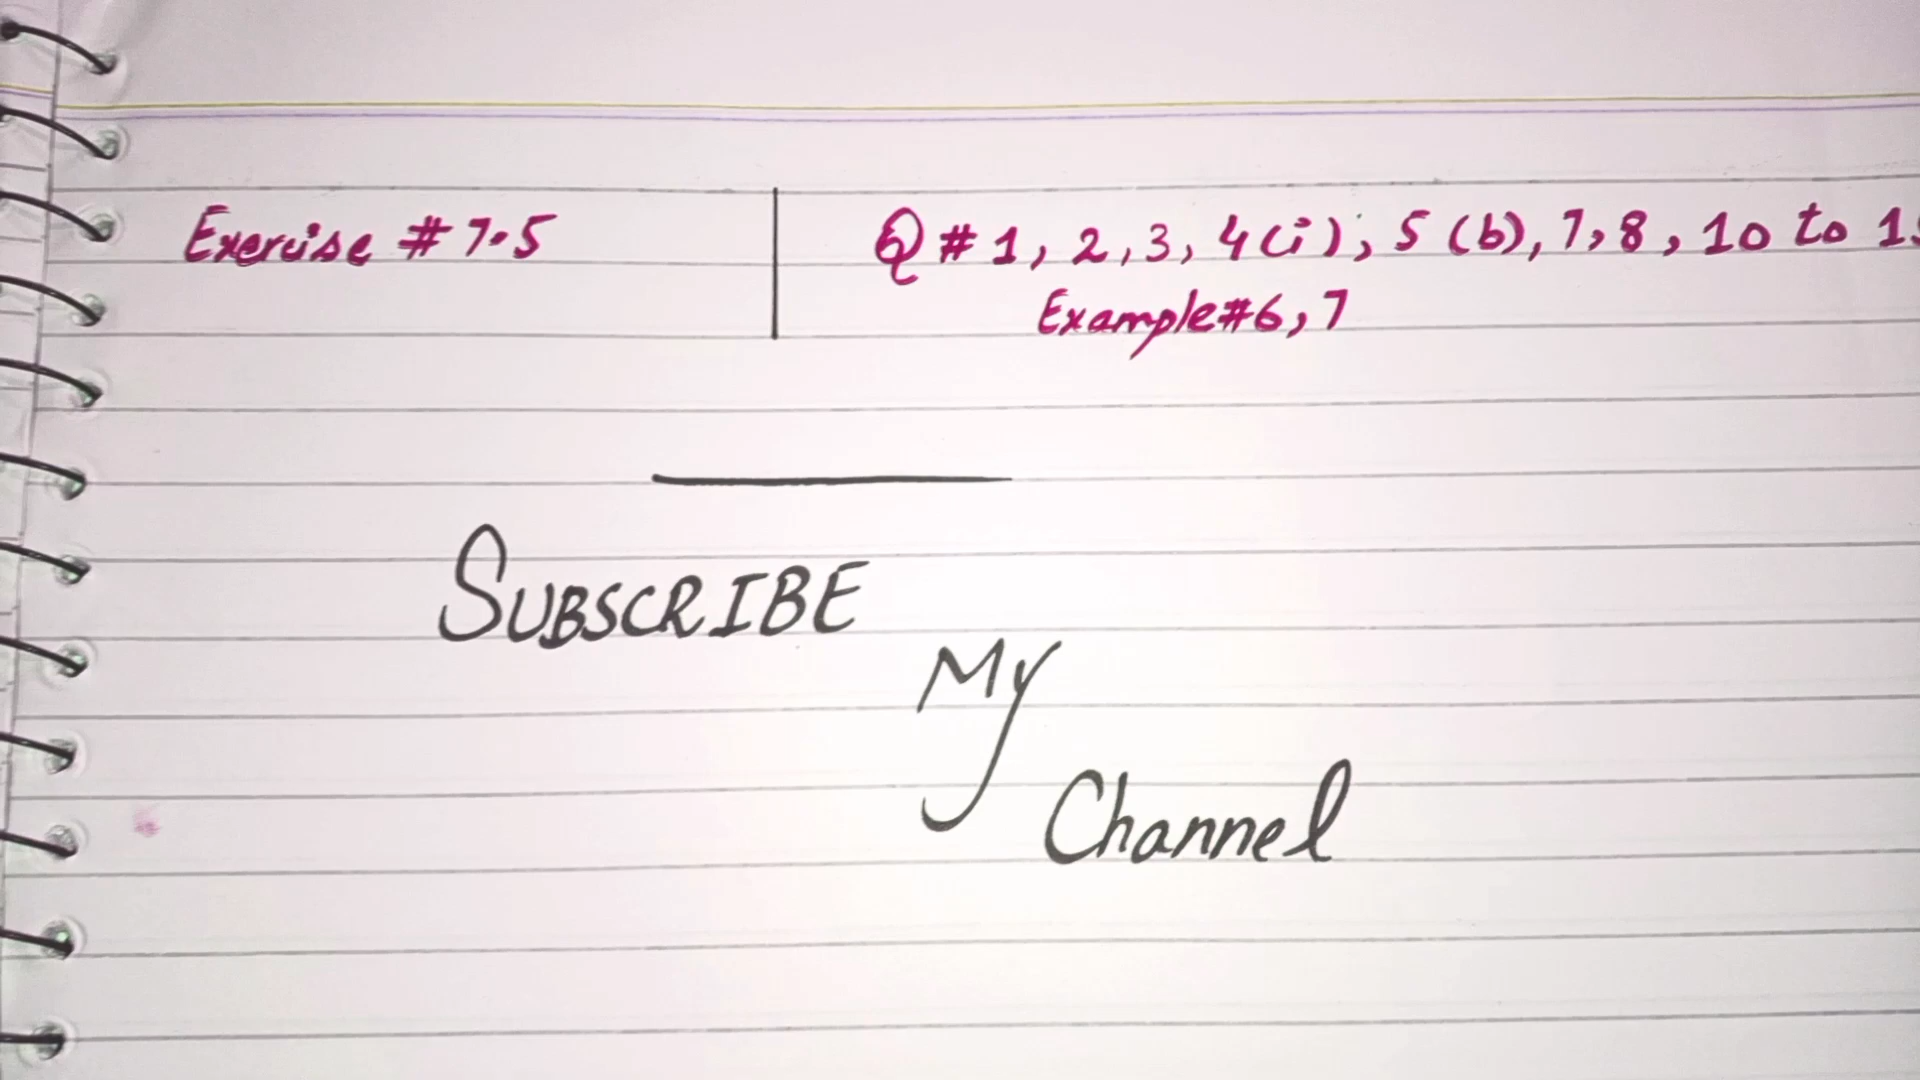 Exercise # 7.5
Q # 1, 2, 3, 4(i), 5(b), 7, 8, 10 to
Example#6, 7
SUBSCRIBE
My
Channel